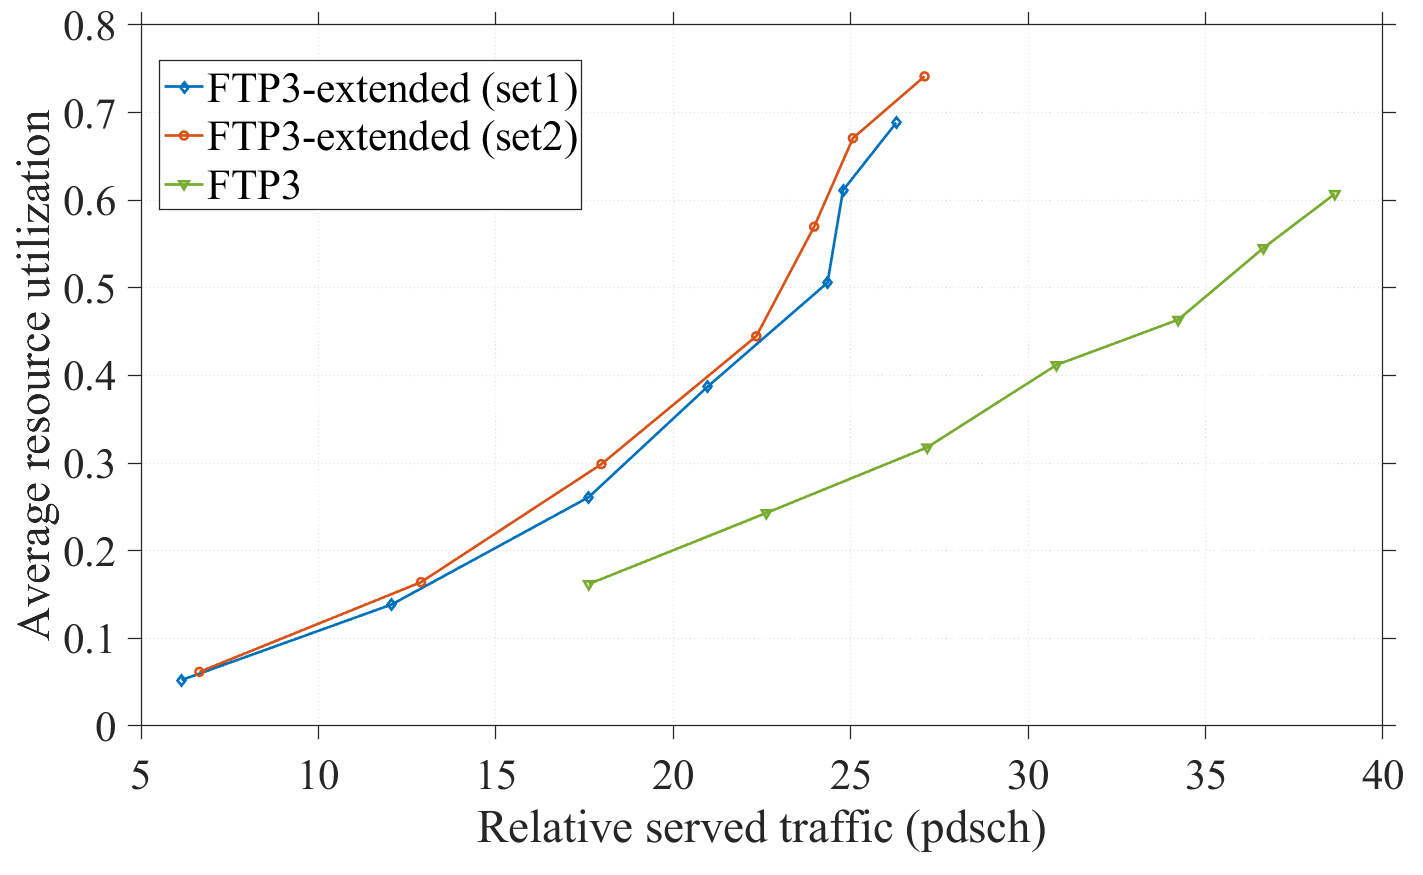 0.8
0.7
0.6
0.5
0.4
0.3
0.2
0.1
0
Average resource utilization
FTP3-extended (set1)
FTP3-extended (set2)
FTP3
5 10 15 20 25 30 35 40
Relative served traffic (pdsch)